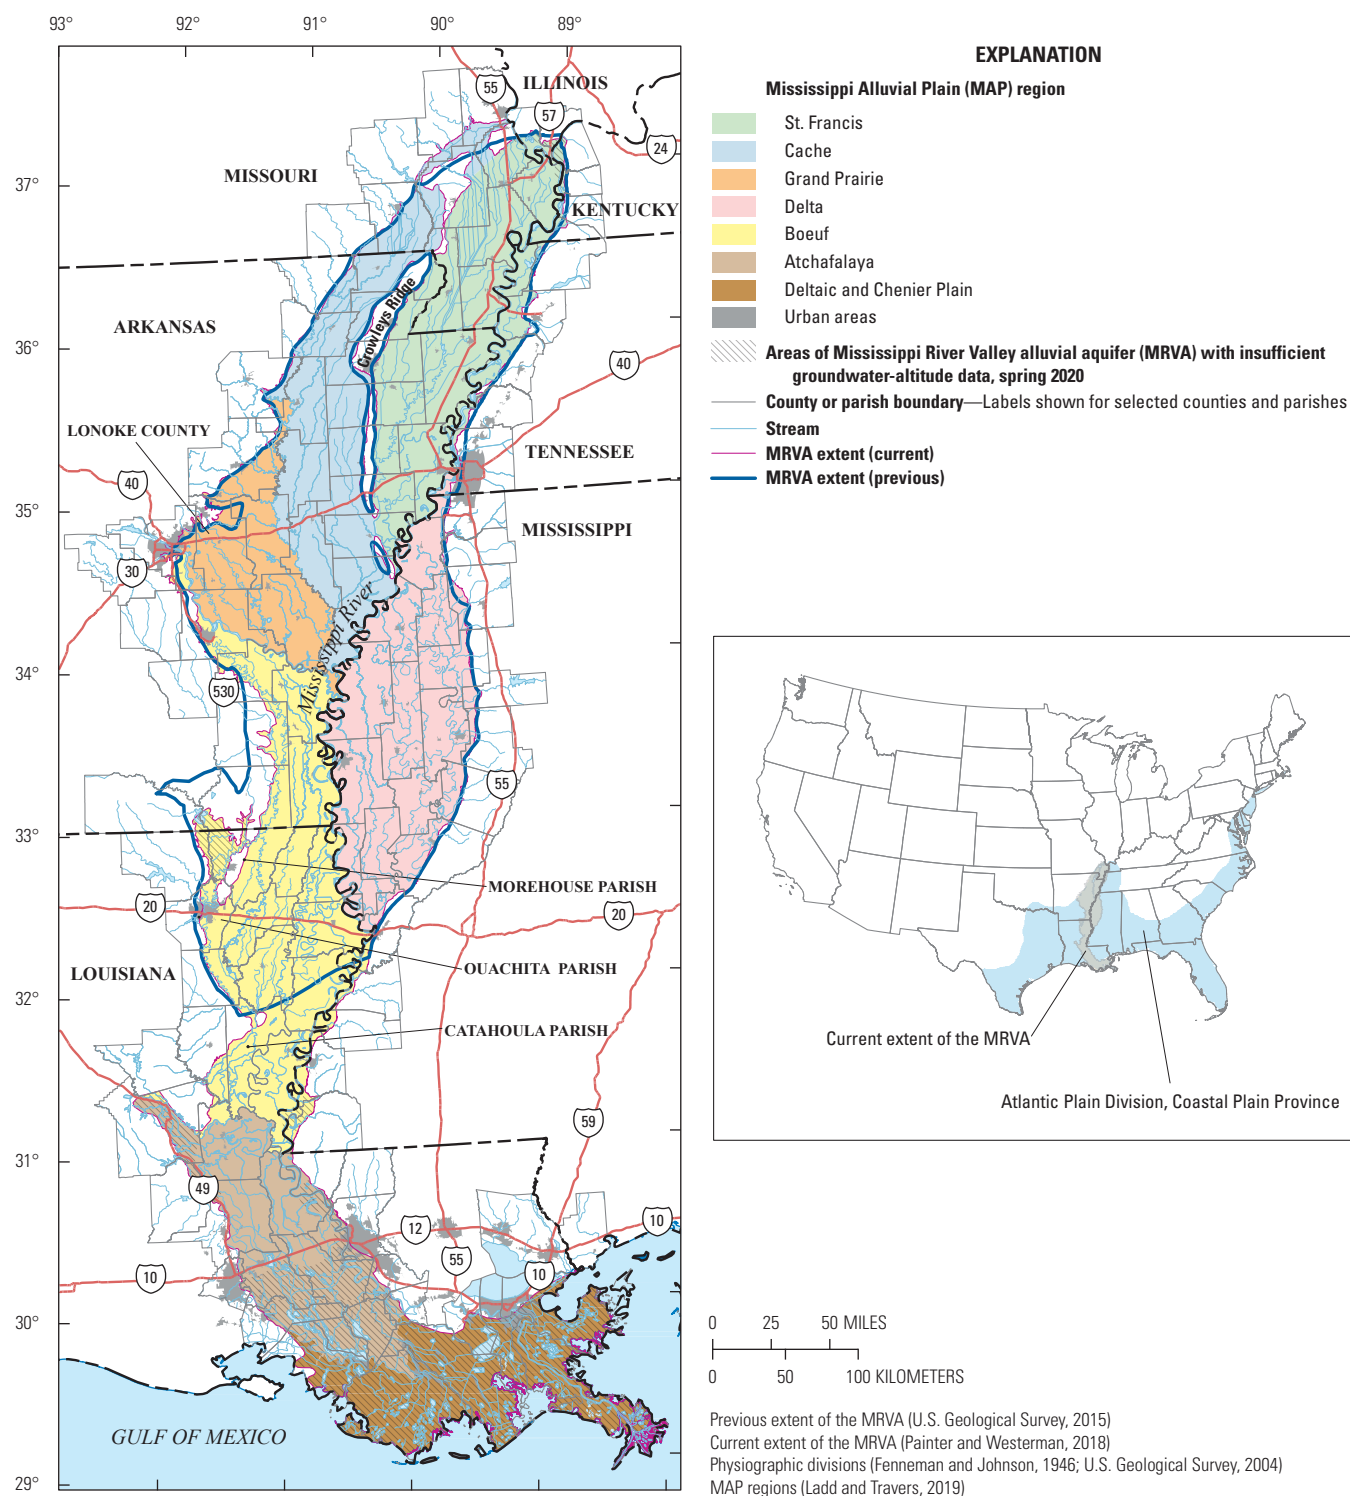 93°
92°
91°
90°
89°
37°
36°
35°
34°
33°
32°
31°
30°
29°
ILLINOIS
MISSOURI
KENTUCKY
ARKANSAS
Crowleys Ridge
TENNESSEE
LONOKE COUNTY
MISSISSIPPI
Mississippi River
MOREHOUSE PARISH
OUACHITA PARISH
LOUISIANA
CATAHOULA PARISH
GULF OF MEXICO
55
57
24
40
40
30
530
55
20
20
59
49
12
10
55
10
10
EXPLANATION
Mississippi Alluvial Plain (MAP) region
St. Francis
Cache
Grand Prairie
Delta
Boeuf
Atchafalaya
Deltaic and Chenier Plain
Urban areas
Areas of Mississippi River Valley alluvial aquifer (MRVA) with insufficient
groundwater-altitude data, spring 2020
County or parish boundary—Labels shown for selected counties and parishes
Stream
MRVA extent (current)
MRVA extent (previous)
Current extent of the MRVA
Atlantic Plain Division, Coastal Plain Province
0 25 50 MILES
0 50 100 KILOMETERS
Previous extent of the MRVA (U.S. Geological Survey, 2015)
Current extent of the MRVA (Painter and Westerman, 2018)
Physiographic divisions (Fenneman and Johnson, 1946; U.S. Geological Survey, 2004)
MAP regions (Ladd and Travers, 2019)